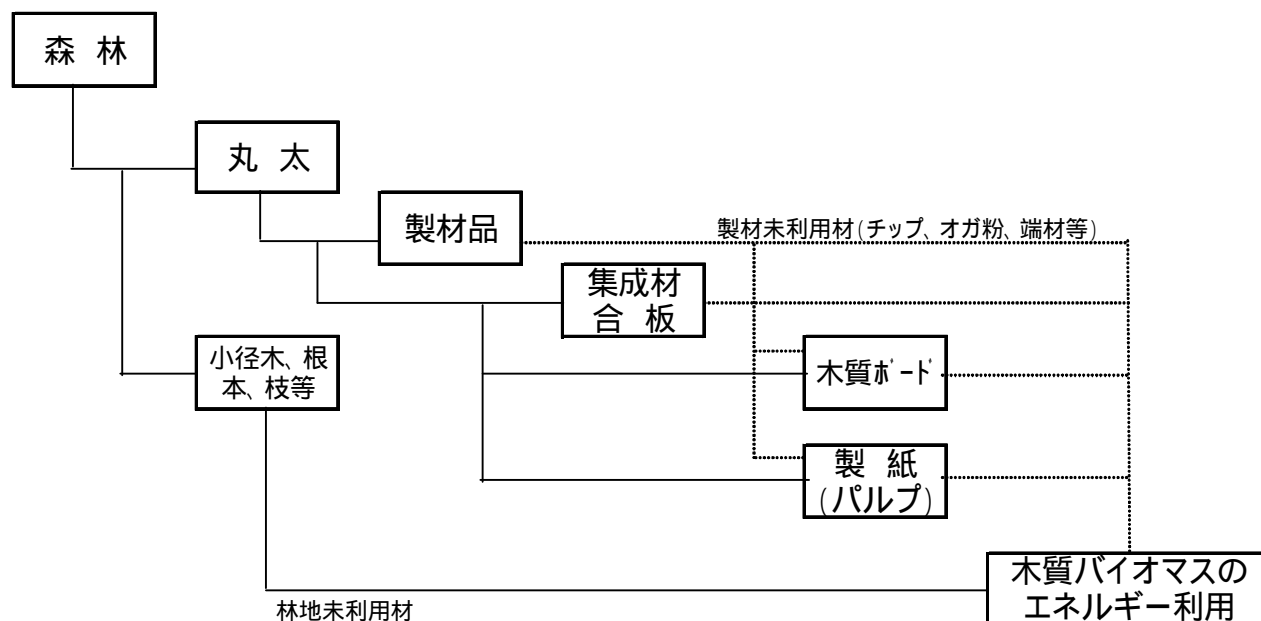 森 林
丸 太
製材品
製材未利用材(チップ、オガ粉、端材等)
集成材
合 板
小径木、根
本、枝等
木質ﾎﾞｰﾄﾞ
製 紙
(パルプ)
木質バイオマスの
エネルギー利用
林地未利用材